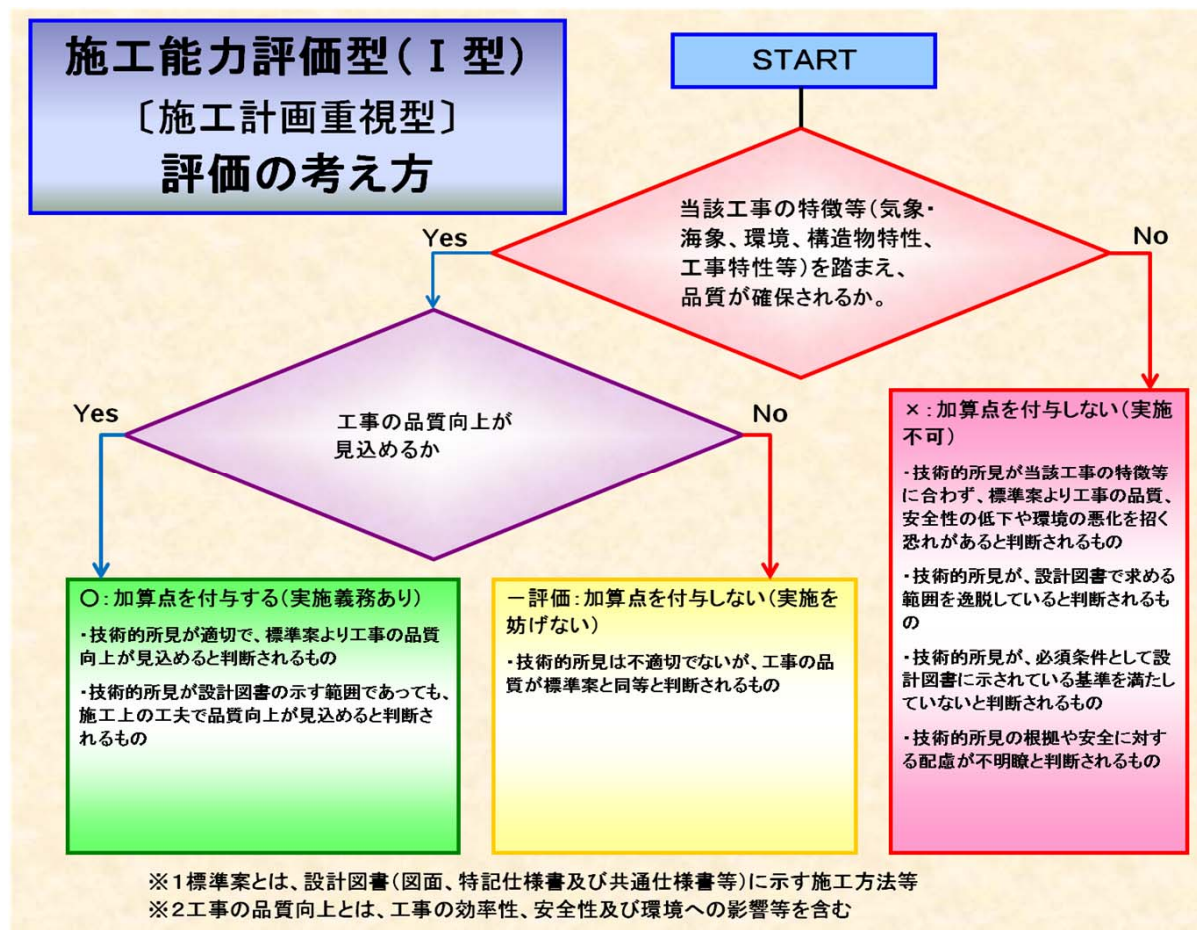 施工能力評価型(Ⅰ型)
〔施工計画重視型〕
評価の考え方
START
当該工事の特徴等(気象・
海象、環境、構造物特性、
工事特性等)を踏まえ、
品質が確保されるか。
Yes
No
工事の品質向上が
見込めるか
Yes
No
○:加算点を付与する(実施義務あり)
・技術的所見が適切で、標準案より工事の品質
向上が見込めると判断されるもの
・技術的所見が設計図書の示す範囲であっても、
施工上の工夫で品質向上が見込めると判断さ
れるもの
－評価:加算点を付与しない(実施を
妨げない)
・技術的所見は不適切でないが、工事の品
質が標準案と同等と判断されるもの
×:加算点を付与しない(実施
不可)
・技術的所見が当該工事の特徴等
に合わず、標準案より工事の品質、
安全性の低下や環境の悪化を招く
恐れがあると判断されるもの
・技術的所見が、設計図書で求める
範囲を逸脱していると判断されるも
の
・技術的所見が、必須条件として設
計図書に示されている基準を満たし
ていないと判断されるもの
・技術的所見の根拠や安全に対す
る配慮が不明瞭と判断されるもの
※1標準案とは、設計図書(図面、特記仕様書及び共通仕様書等)に示す施工方法等
※2工事の品質向上とは、工事の効率性、安全性及び環境への影響等を含む